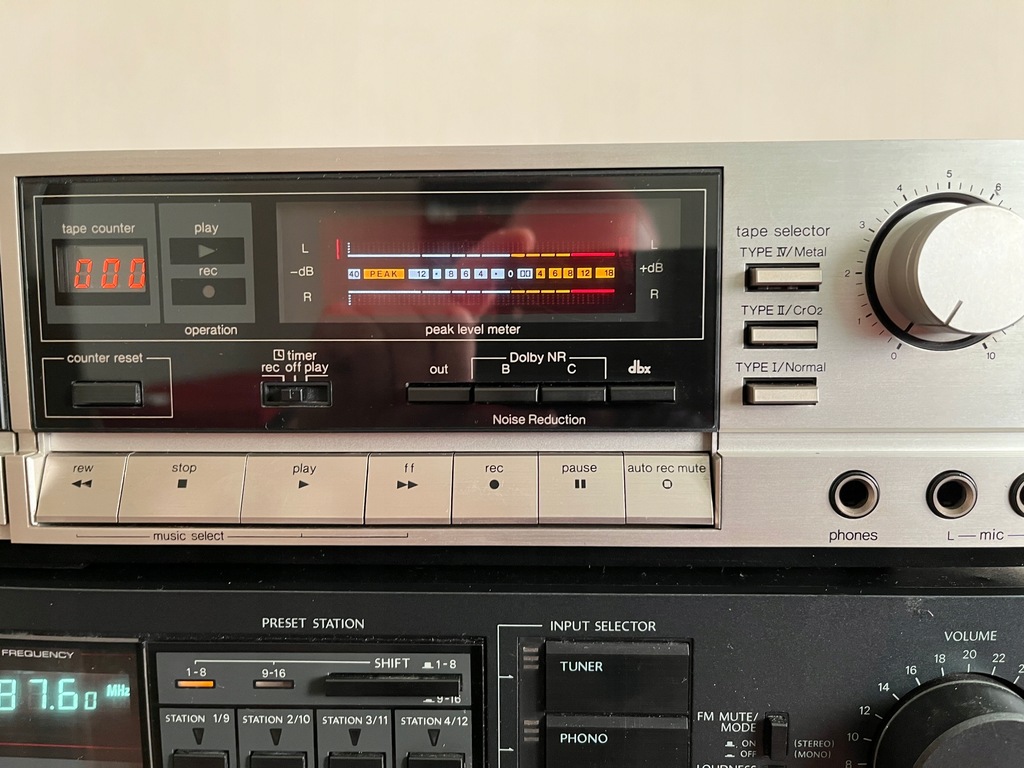 tape counter
000
play
rec
operation
L
-dB
R
40 PEAK 12 • 8 6 4 • 0 4 6 8 12 18
L
+dB
R
peak level meter
counter reset
timer
rec off play
out
Dolby NR
B C
dbx
Noise Reduction
tape selector
TYPE IV/Metal
TYPE II/CrO2
TYPE I/Normal
0 2 3 4 5 6 10
rew
stop
play
ff
rec
pause
auto rec mute
music select
phones
L mic
FREQUENCY
87.60 MHz
PRESET STATION
1-8
9-16
SHIFT
1-8
9-16
STATION 1/9
STATION 2/10
STATION 3/11
STATION 4/12
INPUT SELECTOR
TUNER
PHONO
FM MUTE/
MODE
ON (STEREO)
OFF (MONO)
LOUDNESS
VOLUME
8 10 12 14 16 18 20 22